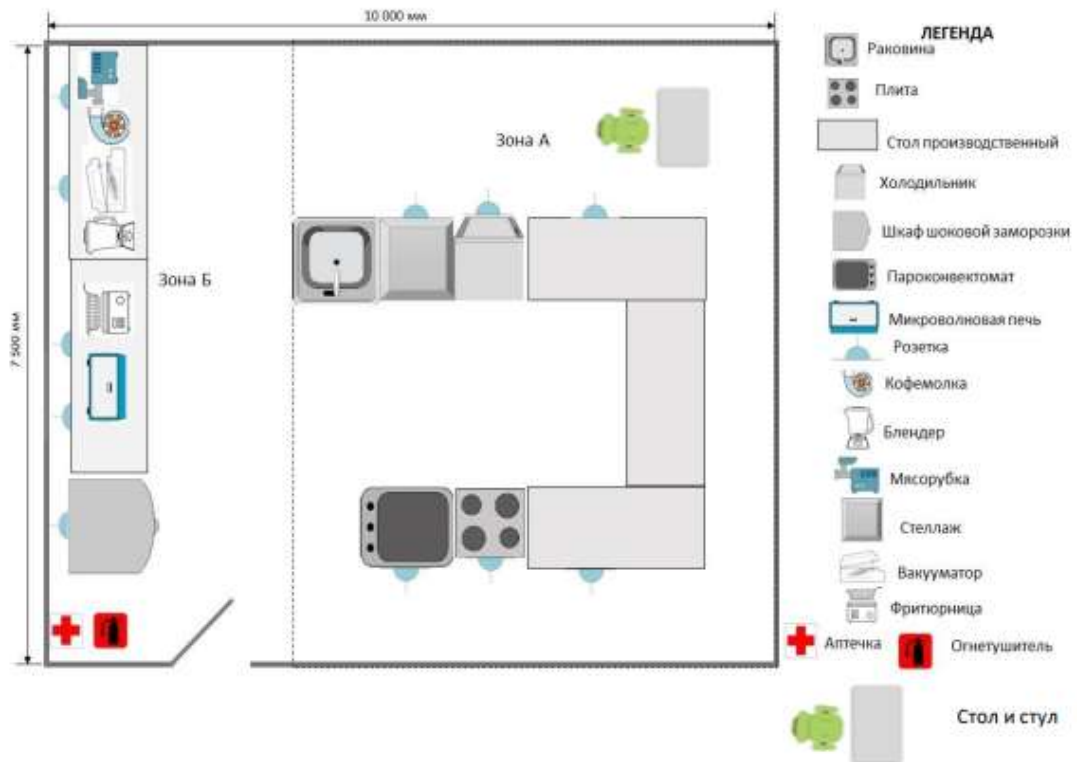 10 000 мм
ЛЕГЕНДА
Раковина
Плита
Зона А
Стол производственный
Холодильник
Шкаф шоковой заморозки
Зона Б
Пароконвектомат
Микроволновая печь
7 500 мм
Розетка
Кофемолка
Блендер
Мясорубка
Стеллаж
Вакууматор
Фритюрница
Аптечка
Огнетушитель
Стол и стул